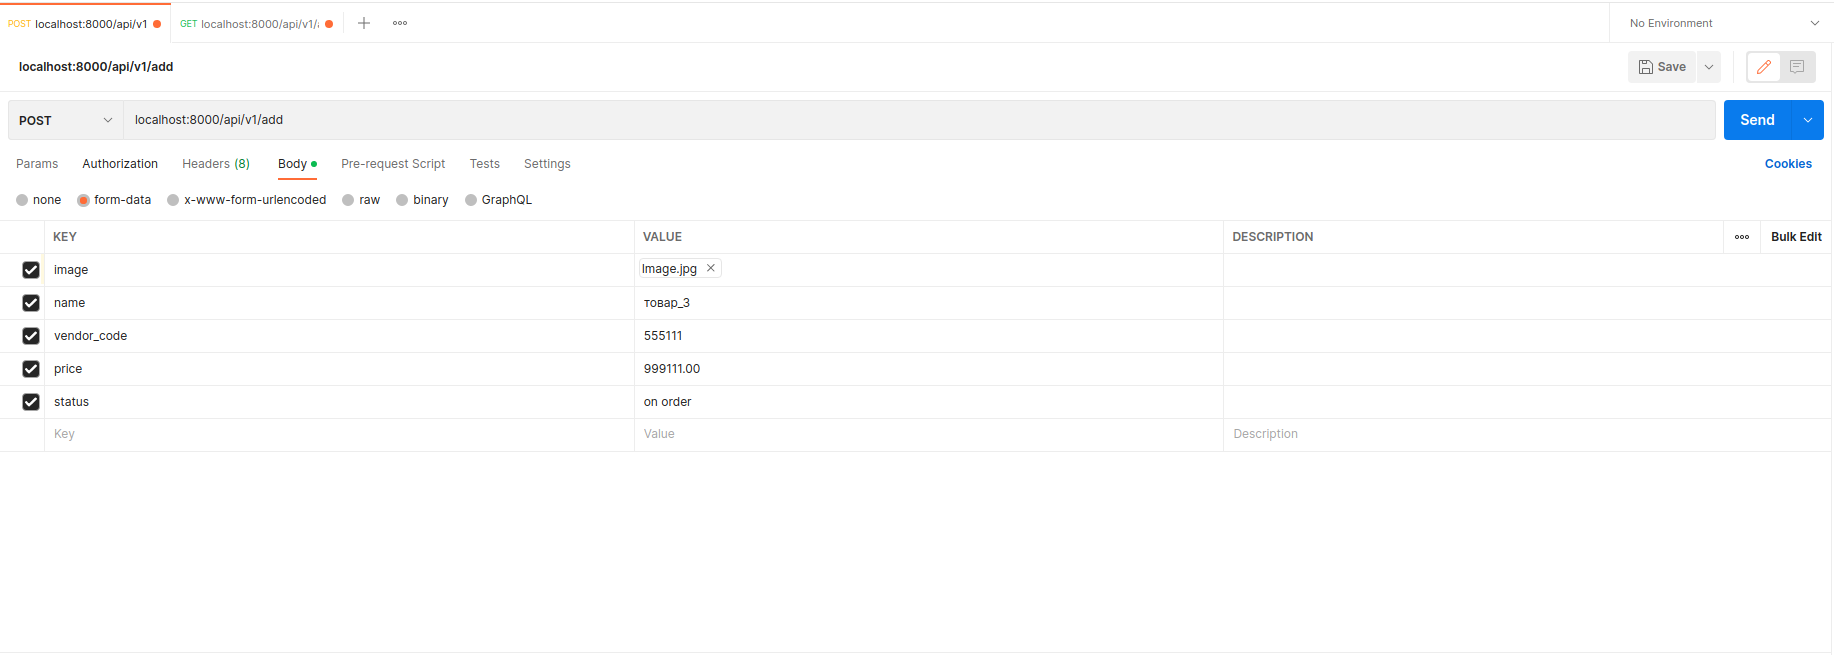 POST localhost:8000/api/v1 GET localhost:8000/api/v1/ No Environment
localhost:8000/api/v1/add Save
POST localhost:8000/api/v1/add Send
Params Authorization Headers (8) Body Pre-request Script Tests Settings Cookies
none form-data x-www-form-urlencoded raw binary GraphQL
KEY VALUE DESCRIPTION Bulk Edit
image Image.jpg
name товар_3
vendor_code 555111
price 999111.00
status on order
Key Value Description